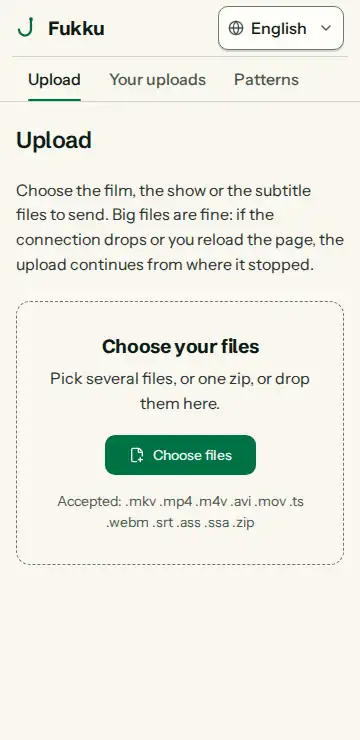 Fukku
English
Upload
Your uploads
Patterns
Upload
Choose the film, the show or the subtitle
files to send. Big files are fine: if the
connection drops or you reload the page, the
upload continues from where it stopped.
Choose your files
Pick several files, or one zip, or drop
them here.
Choose files
Accepted: .mkv .mp4 .m4v .avi .mov .ts
.webm .srt .ass .ssa .zip